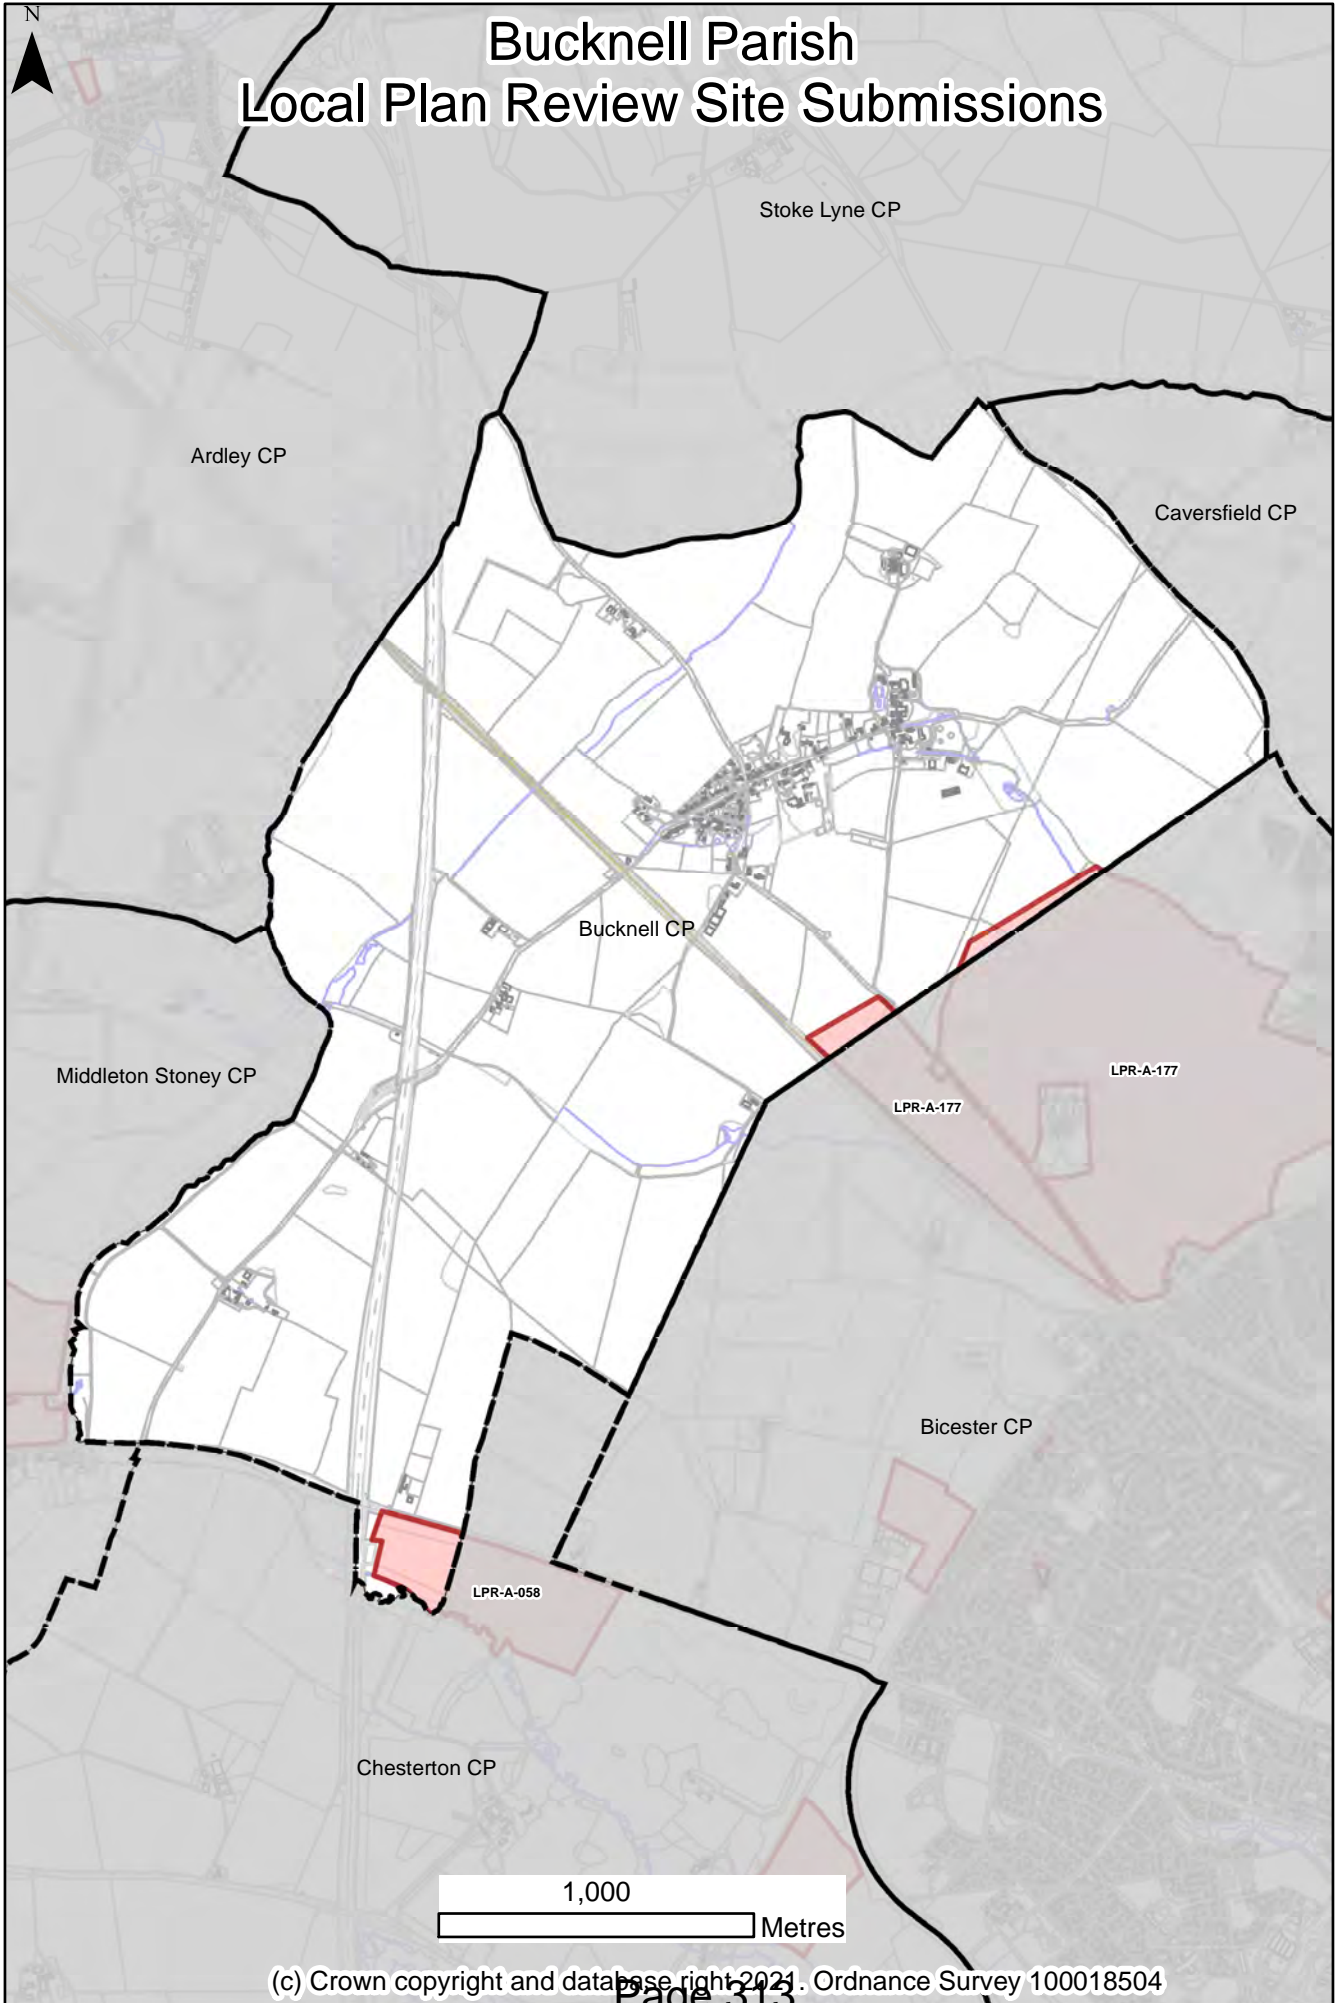 N
Bucknell Parish
Local Plan Review Site Submissions
Stoke Lyne CP
Ardley CP
Caversfield CP
Bucknell CP
Middleton Stoney CP
LPR-A-177
LPR-A-177
Bicester CP
LPR-A-058
Chesterton CP
1,000
Metres
(c) Crown copyright and database right 2021. Ordnance Survey 100018504
Page 313